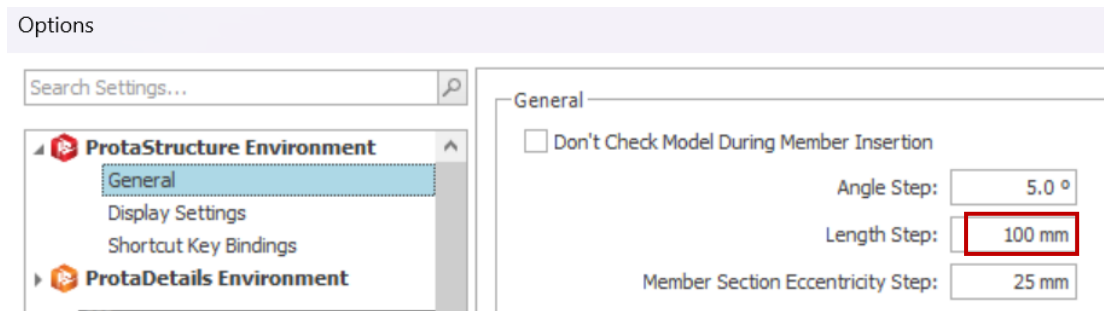 Options
Search Settings...
ProtaStructure Environment
General
Display Settings
Shortcut Key Bindings
ProtaDetails Environment
General
Don't Check Model During Member Insertion
Angle Step: 5.0 º
Length Step: 100 mm
Member Section Eccentricity Step: 25 mm